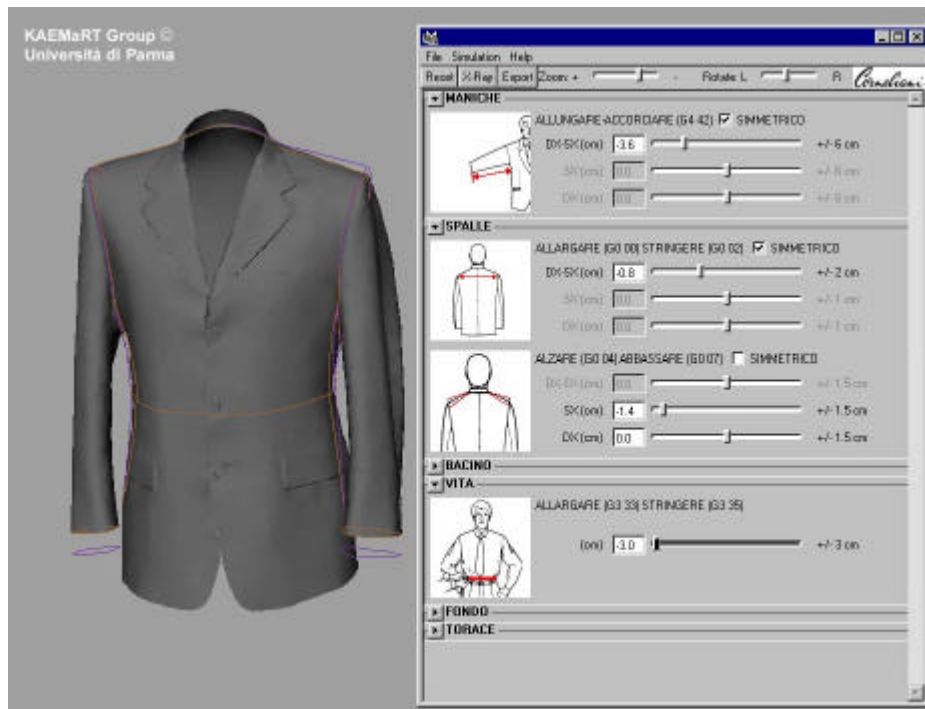 KAEMaRT Group ©
Università di Parma
File Simulation Help
Reset X-Ray Export Zoom: + - Rotate L R Corneliani
MANICHE
ALLUNGARE-ACCORCIARE (G4 42) SIMMETRICO
DX-SX (cm) -3.6 +/- 6 cm
SX (cm) 0.0 +/- 6 cm
DX (cm) 0.0 +/- 6 cm
SPALLE
ALLARGARE (G0 00) STRINGERE (G0 02) SIMMETRICO
DX-SX (cm) -0.8 +/- 2 cm
SX (cm) 0.0 +/- 1 cm
DX (cm) 0.0 +/- 1 cm
ALZARE (G0 04) ABBASSARE (G0 07) SIMMETRICO
DX-SX (cm) 0.0 +/- 1.5 cm
SX (cm) -1.4 +/- 1.5 cm
DX (cm) 0.0 +/- 1.5 cm
BACINO
VITA
ALLARGARE (G3 33) STRINGERE (G3 35)
(cm) -3.0 +/- 3 cm
FONDO
TORACE